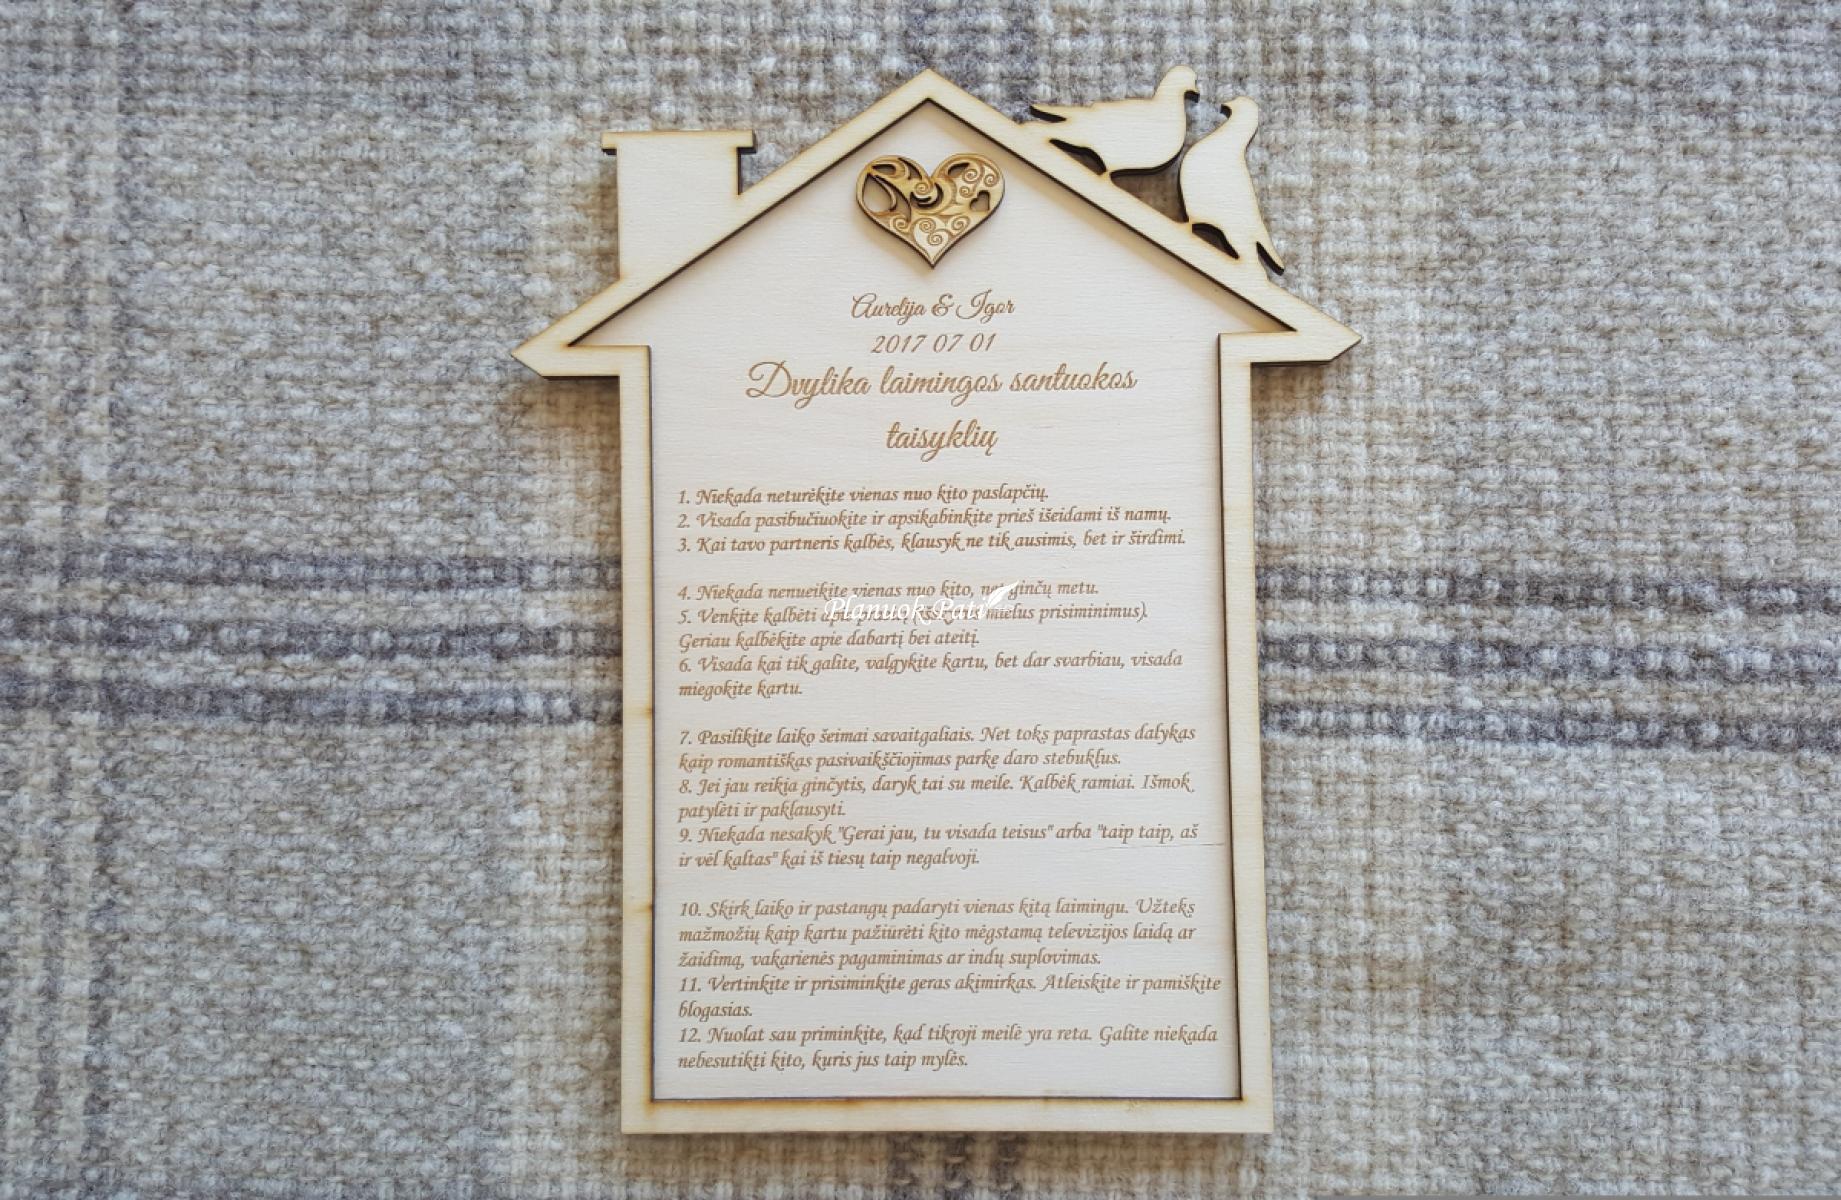 Aurelija & Igor
2017 07 01
Dvylika laimingos santuokos
taisyklių
1. Niekada neturėkite vienas nuo kito paslapčių.
2. Visada pasibučiuokite ir apsikabinkite prieš išeidami iš namų.
3. Kai tavo partneris kalbės, klausyk ne tik ausimis, bet ir širdimi.
4. Niekada nenueikite vienas nuo kito, net ginčų metu.
5. Venkite kalbėti apie mielus prisiminimus).
Planuok Pati
Geriau kalbėkite apie dabartį bei ateitį.
6. Visada kai tik galite, valgykite kartu, bet dar svarbiau, visada
miegokite kartu.
7. Pasilikite laiko šeimai savaitgaliais. Net toks paprastas dalykas
kaip romantiškas pasivaikščiojimas parke daro stebuklus.
8. Jei jau reikia ginčytis, daryk tai su meile. Kalbėk ramiai. Išmok
patylėti ir paklausyti.
9. Niekada nesakyk "Gerai jau, tu visada teisus" arba "taip taip, aš
ir vėl kaltas" kai iš tiesų taip negalvoji.
10. Skirk laiko ir pastangų padaryti vienas kitą laimingu. Užteks
mažmožių kaip kartu pažiūrėti kito mėgstamą televizijos laidą ar
žaidimą, vakarienės pagaminimas ar indų suplovimas.
11. Vertinkite ir prisiminkite geras akimirkas. Atleiskite ir pamiškite
blogasias.
12. Nuolat sau priminkite, kad tikroji meilė yra reta. Galite niekada
nebesutikti kito, kuris jus taip mylės.